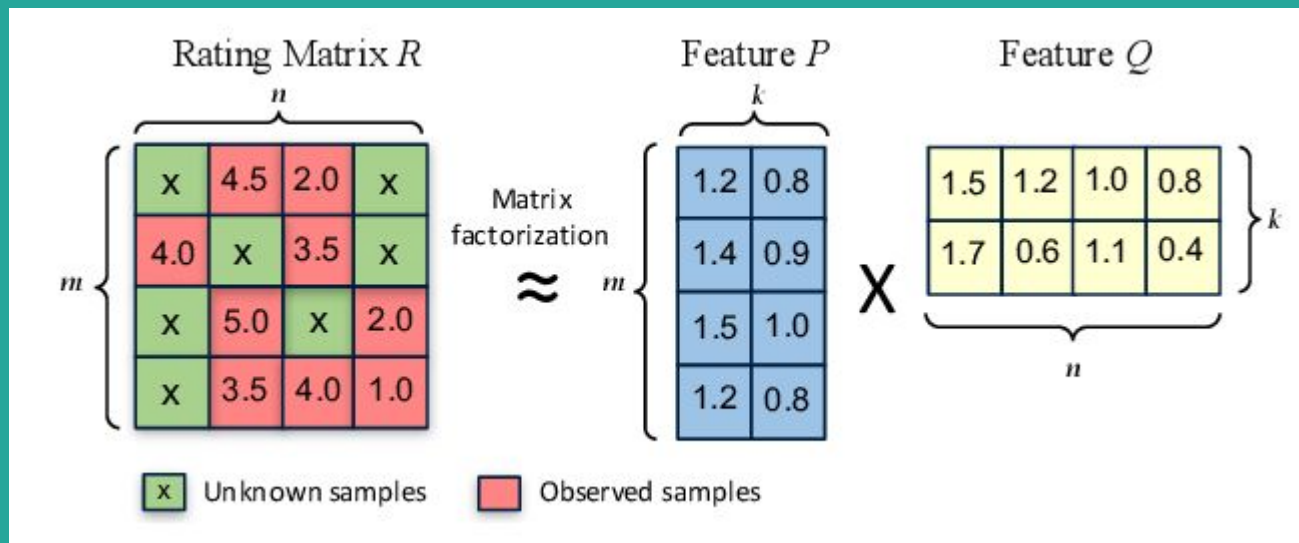 Rating Matrix R
Feature P
Feature Q
n
k
m
x 4.5 2.0 x
4.0 x 3.5 x
x 5.0 x 2.0
x 3.5 4.0 1.0
Matrix
factorization
≈
m
1.2 0.8
1.4 0.9
1.5 1.0
1.2 0.8
X
1.5 1.2 1.0 0.8
1.7 0.6 1.1 0.4
k
n
x Unknown samples
Observed samples